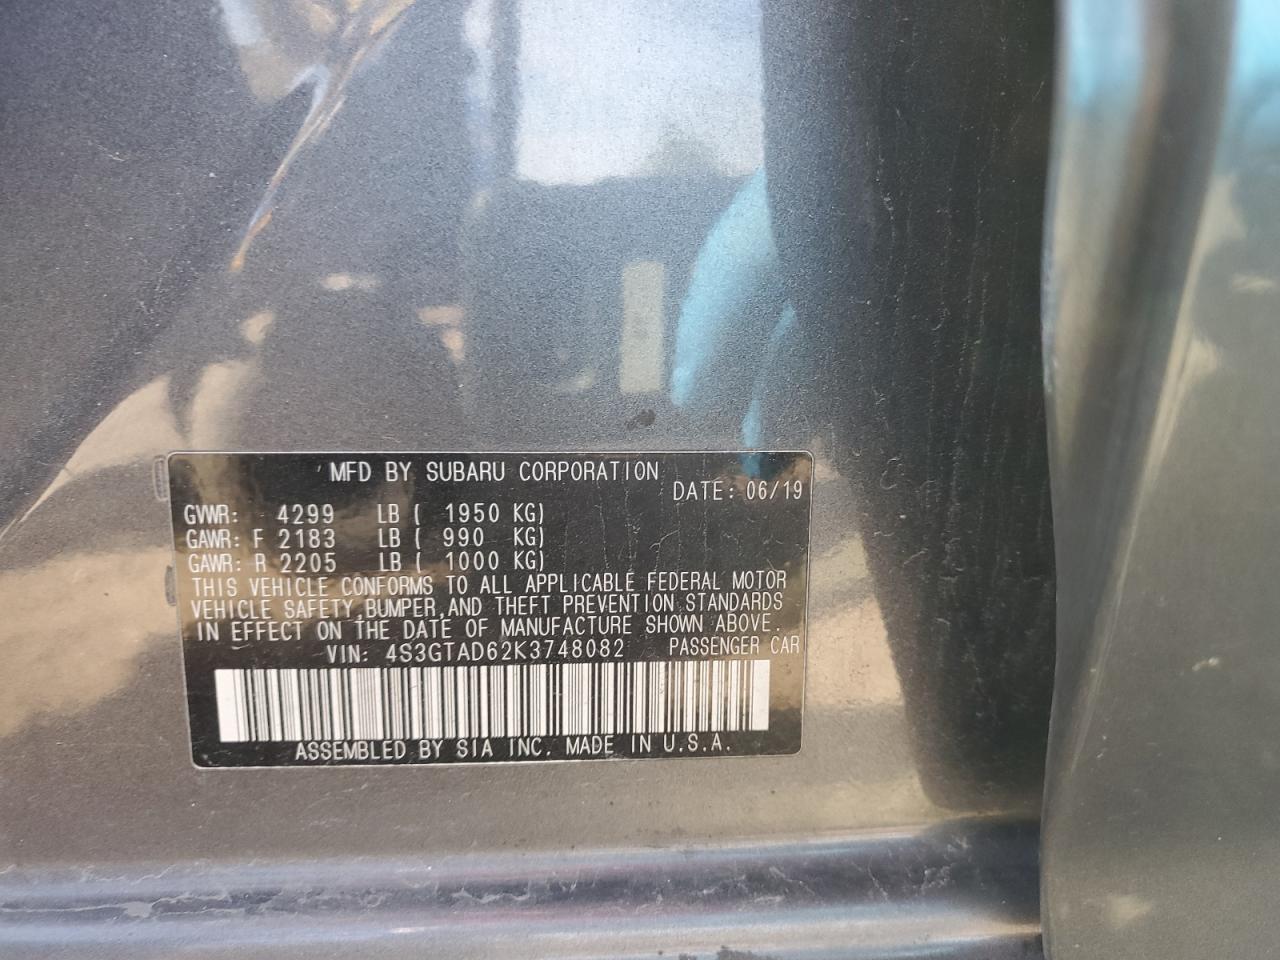 MFD BY SUBARU CORPORATION
DATE: 06/19
GVWR: 4299 LB ( 1950 KG)
GAWR: F 2183 LB ( 990 KG)
GAWR: R 2205 LB ( 1000 KG)
THIS VEHICLE CONFORMS TO ALL APPLICABLE FEDERAL MOTOR
VEHICLE SAFETY,BUMPER,AND THEFT PREVENTION STANDARDS
IN EFFECT ON THE DATE OF MANUFACTURE SHOWN ABOVE.
VIN: 4S3GTAD62K3748082 PASSENGER CAR
ASSEMBLED BY SIA INC. MADE IN U.S.A.